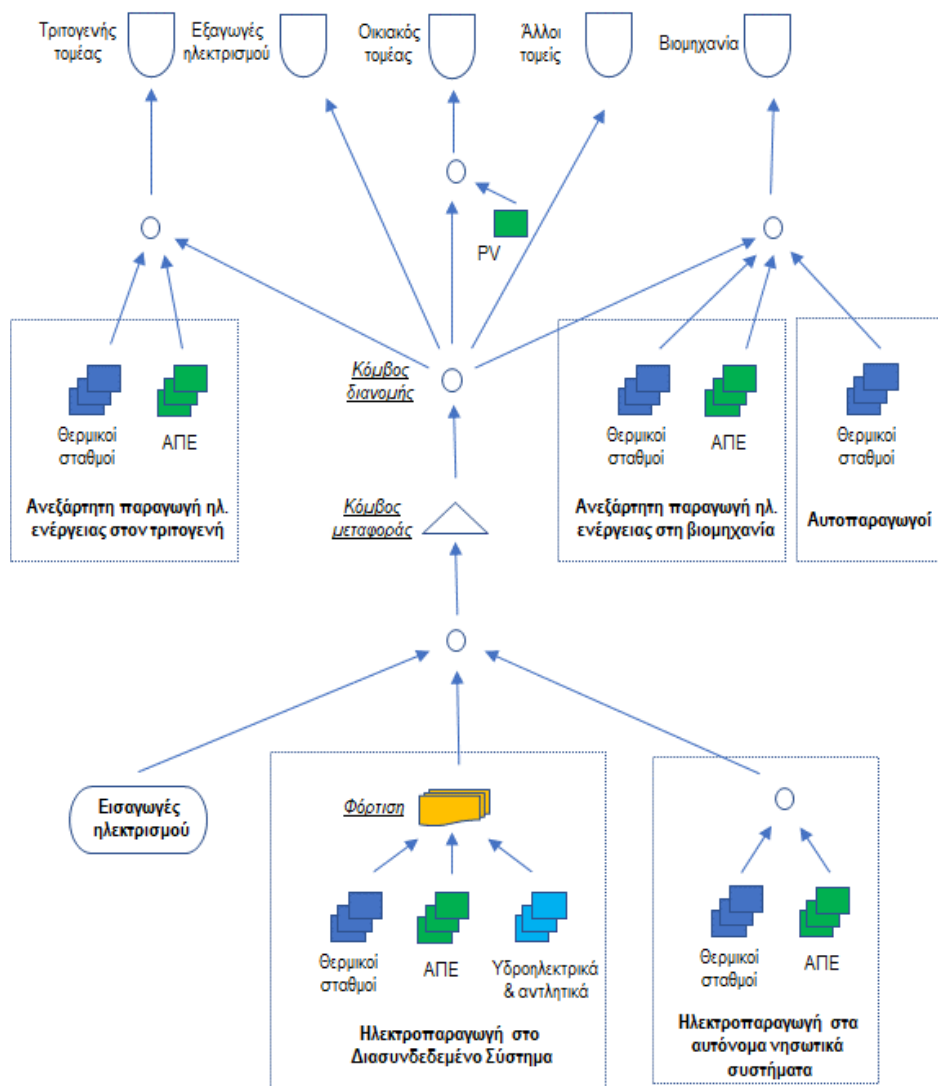 Τριτογενής
τομέας
Εξαγωγές
ηλεκτρισμού
Οικιακός
τομέας
Άλλοι
τομείς
Βιομηχανία
PV
Κόμβος
διανομής
Θερμικοί
σταθμοί
ΑΠΕ
Ανεξάρτητη παραγωγή ηλ.
ενέργειας στον τριτογενή
Θερμικοί
σταθμοί
ΑΠΕ
Ανεξάρτητη παραγωγή ηλ.
ενέργειας στη βιομηχανία
Θερμικοί
σταθμοί
Αυτοπαραγωγοί
Κόμβος
μεταφοράς
Εισαγωγές
ηλεκτρισμού
Φόρτιση
Θερμικοί
σταθμοί
ΑΠΕ
Υδροηλεκτρικά
& αντλητικά
Ηλεκτροπαραγωγή στο
Διασυνδεδεμένο Σύστημα
Θερμικοί
σταθμοί
ΑΠΕ
Ηλεκτροπαραγωγή στα
αυτόνομα νησωτικά
συστήματα